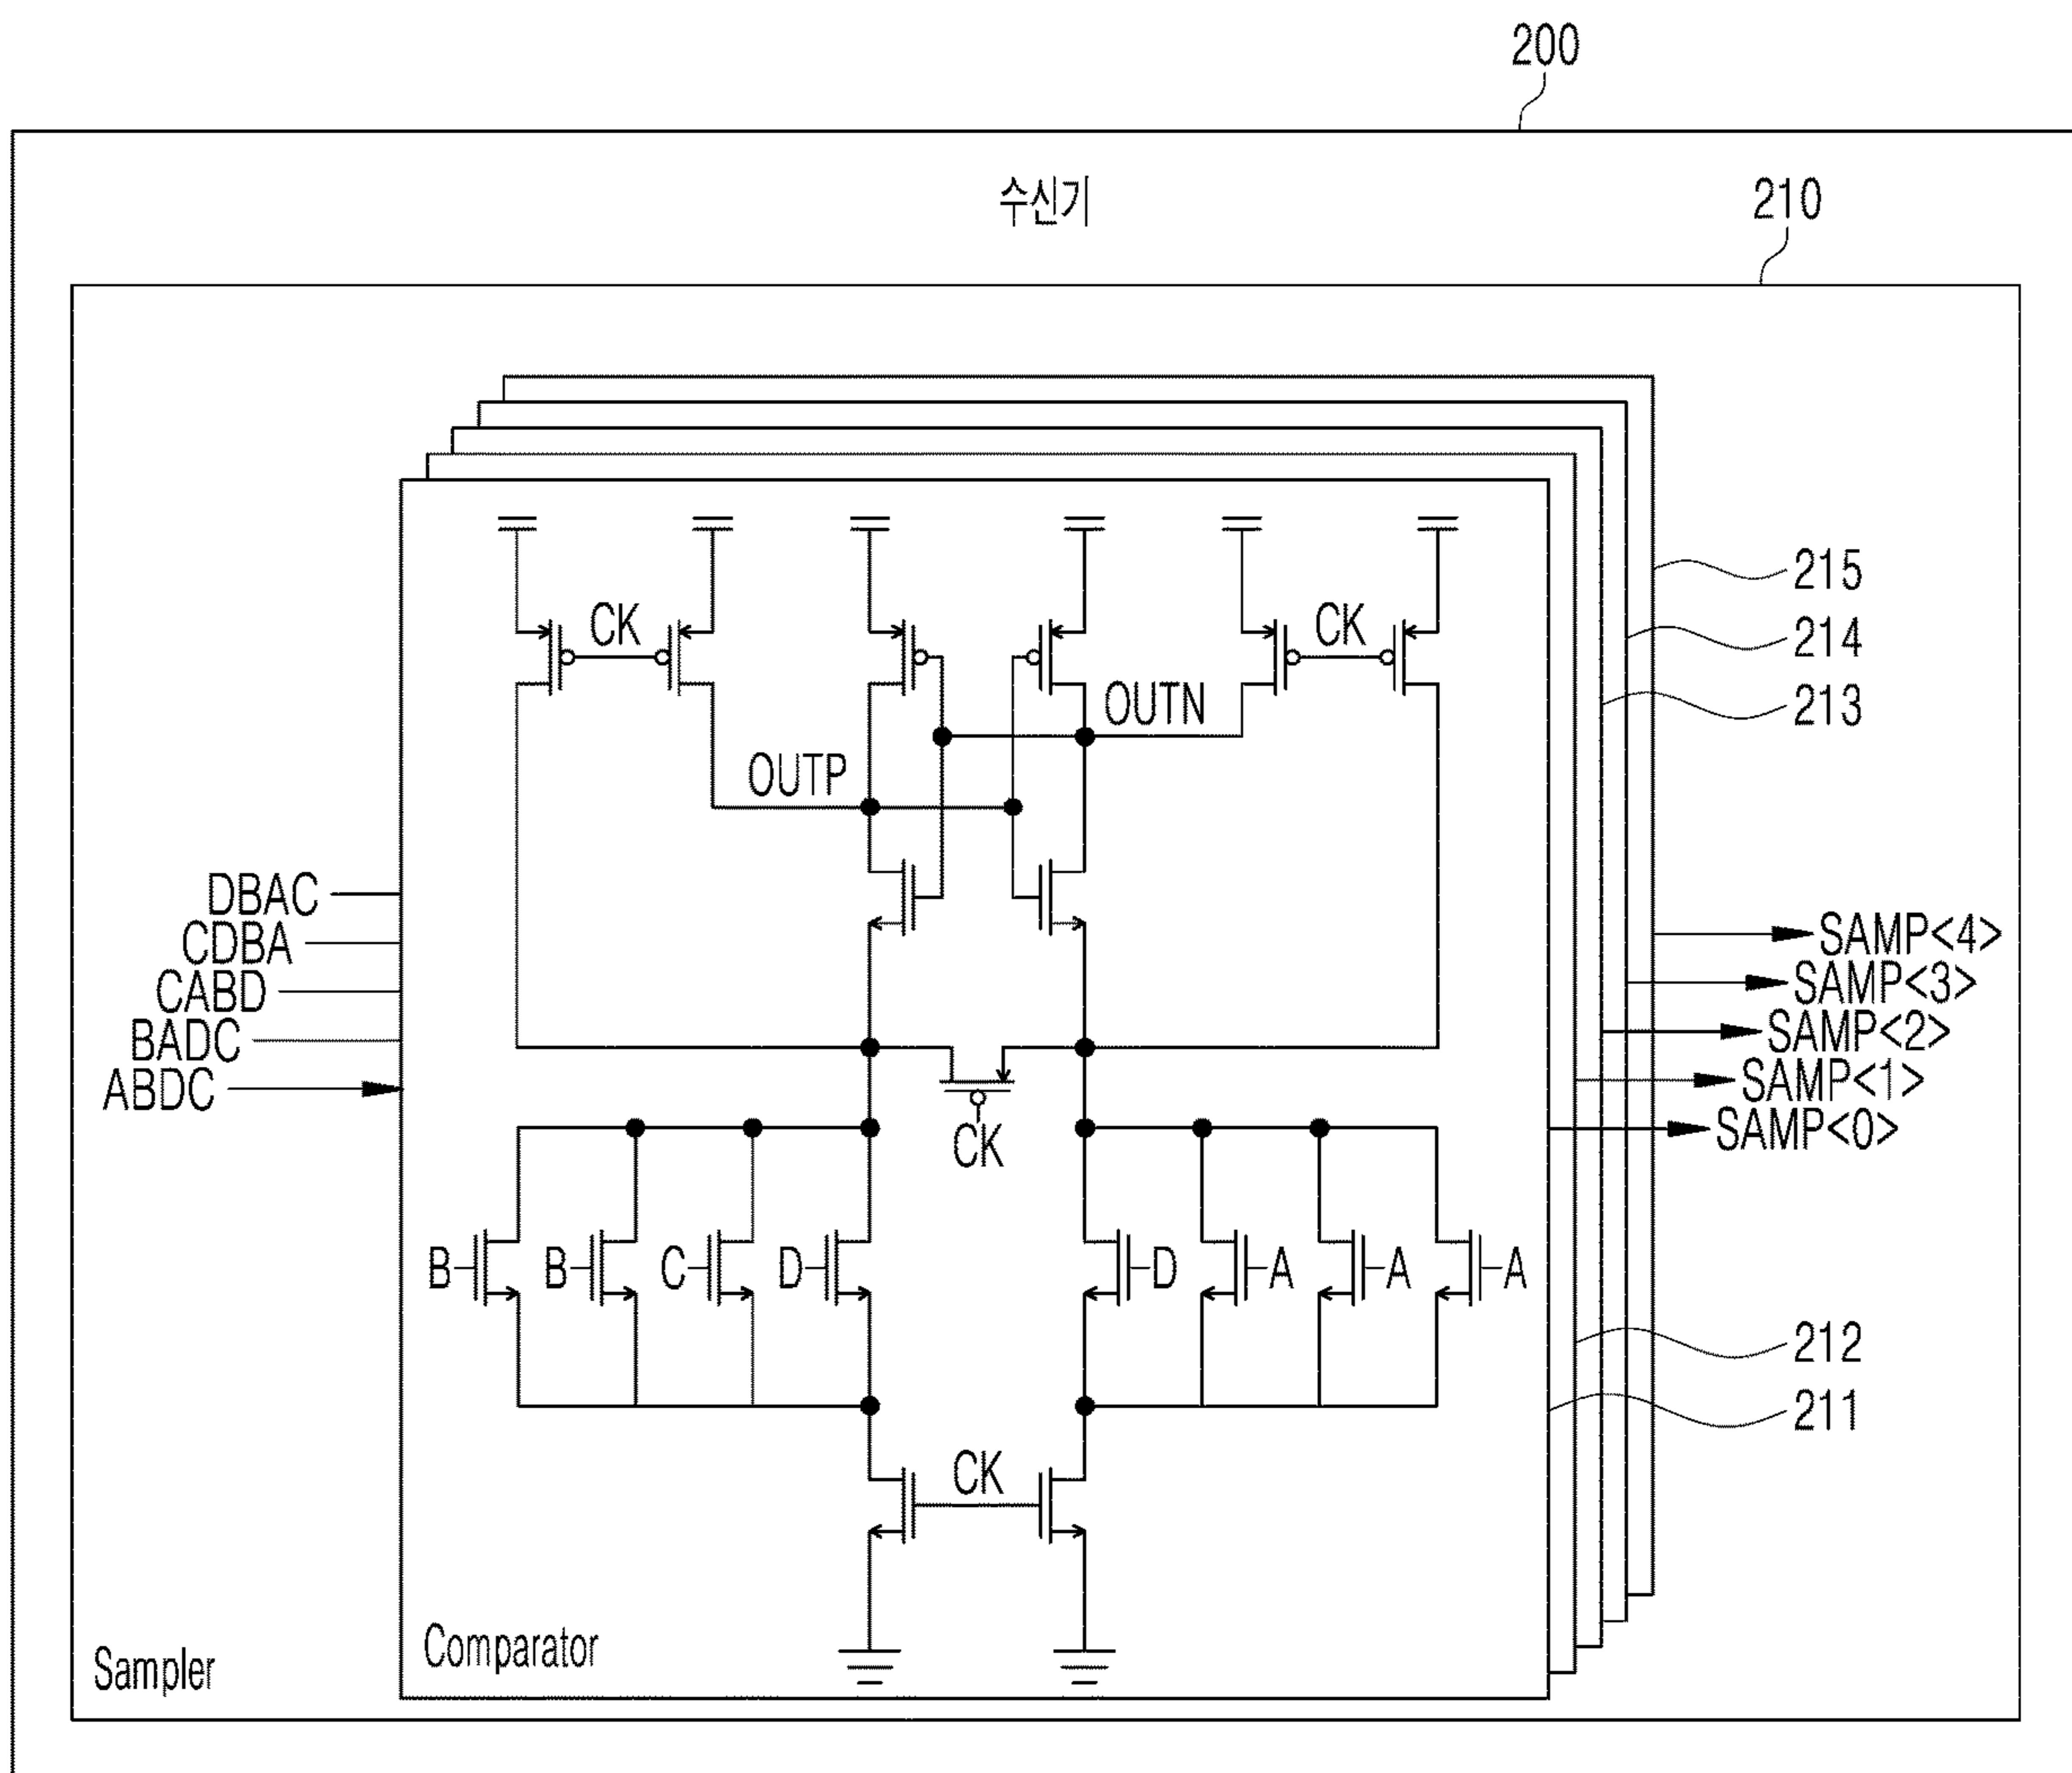 200
수신기
210
CK
CK
215
214
213
OUTN
OUTP
DBAC
CDBA
CABD
BADC
ABDC
SAMP<4>
SAMP<3>
SAMP<2>
SAMP<1>
SAMP<0>
CK
B B C D D A A A
212
211
CK
Comparator
Sampler